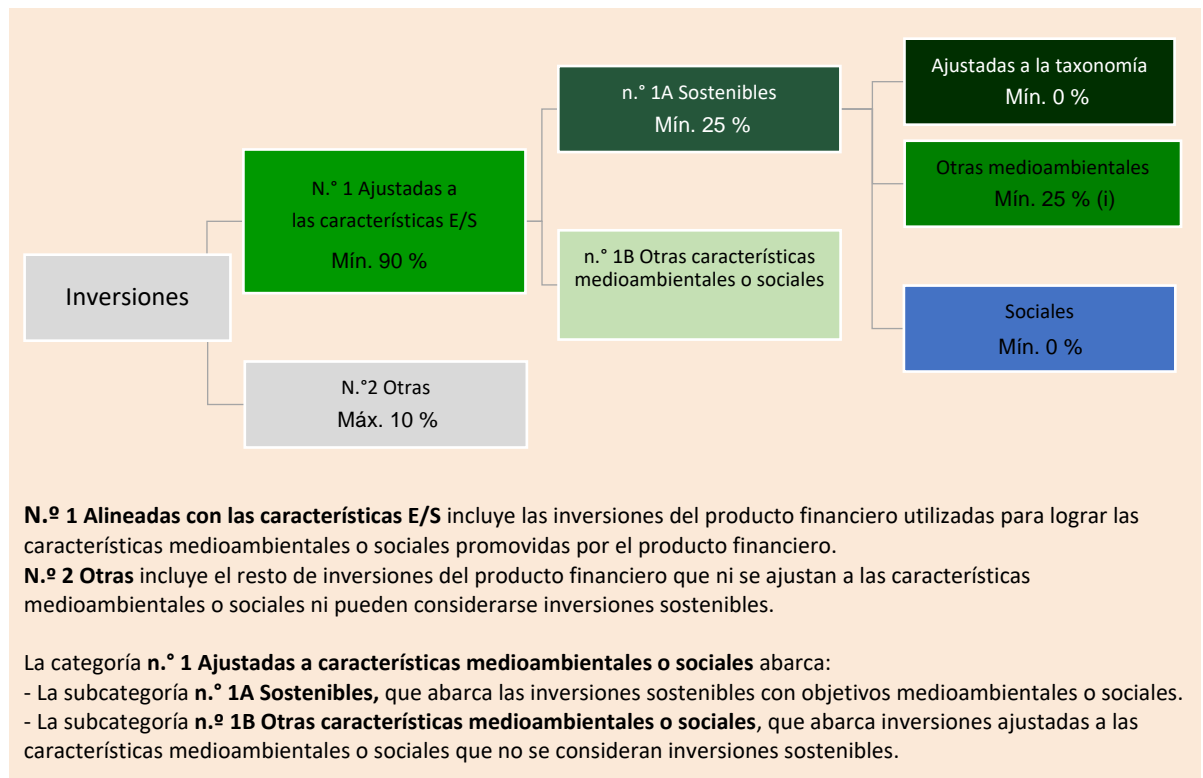 Inversiones
N.° 1 Ajustadas a
las características E/S
Mín. 90 %
N.°2 Otras
Máx. 10 %
n.° 1A Sostenibles
Mín. 25 %
n.° 1B Otras características
medioambientales o sociales
Ajustadas a la taxonomía
Mín. 0 %
Otras medioambientales
Mín. 25 % (i)
Sociales
Mín. 0 %
N.º 1 Alineadas con las características E/S incluye las inversiones del producto financiero utilizadas para lograr las
características medioambientales o sociales promovidas por el producto financiero.
N.º 2 Otras incluye el resto de inversiones del producto financiero que ni se ajustan a las características
medioambientales o sociales ni pueden considerarse inversiones sostenibles.
La categoría n.° 1 Ajustadas a características medioambientales o sociales abarca:
- La subcategoría n.° 1A Sostenibles, que abarca las inversiones sostenibles con objetivos medioambientales o sociales.
- La subcategoría n.º 1B Otras características medioambientales o sociales, que abarca inversiones ajustadas a las
características medioambientales o sociales que no se consideran inversiones sostenibles.